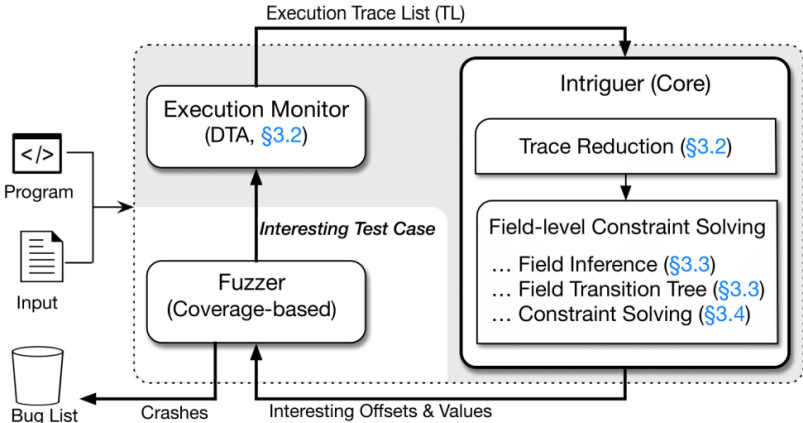 Execution Trace List (TL)
Intriguer (Core)
Execution Monitor
(DTA, §3.2)
</>
Program
Trace Reduction (§3.2)
Interesting Test Case
Field-level Constraint Solving
... Field Inference (§3.3)
... Field Transition Tree (§3.3)
... Constraint Solving (§3.4)
Input
Fuzzer
(Coverage-based)
Bug List
Crashes
Interesting Offsets & Values